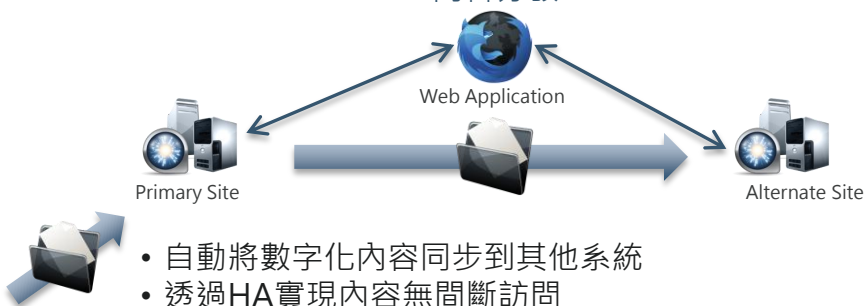 Web Application
Primary Site
Alternate Site
• 自動將數字化內容同步到其他系統
• 透過HA實現內容無間斷訪問